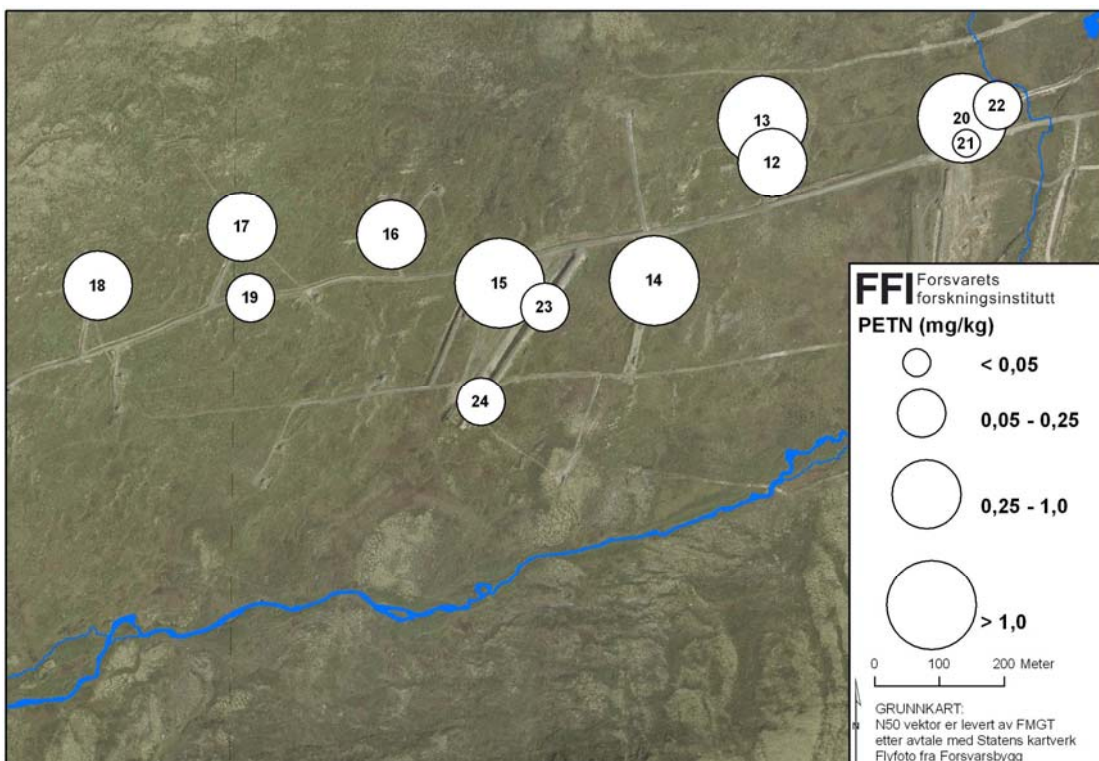 20
22
13
21
12
17
16
18
15
14
19
23
24
FFI Forsvarets
forskningsinstitutt
PETN (mg/kg)
< 0,05
0,05 - 0,25
0,25 - 1,0
> 1,0
0 100 200 Meter
N
GRUNNKART:
N50 vektor er levert av FMGT
etter avtale med Statens kartverk
Flyfoto fra Forsvarsbygg